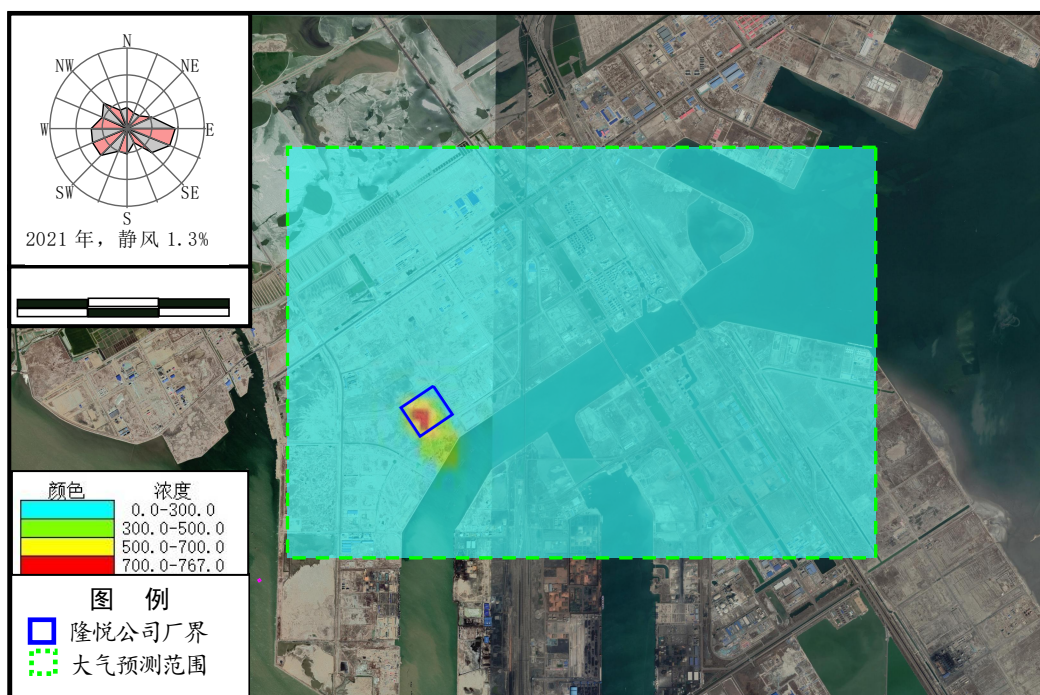 N
NW
NE
W
E
SW
SE
S
2021 年，静风 1.3%
颜色 浓度
0.0-300.0
300.0-500.0
500.0-700.0
700.0-767.0
图 例
隆悦公司厂界
大气预测范围